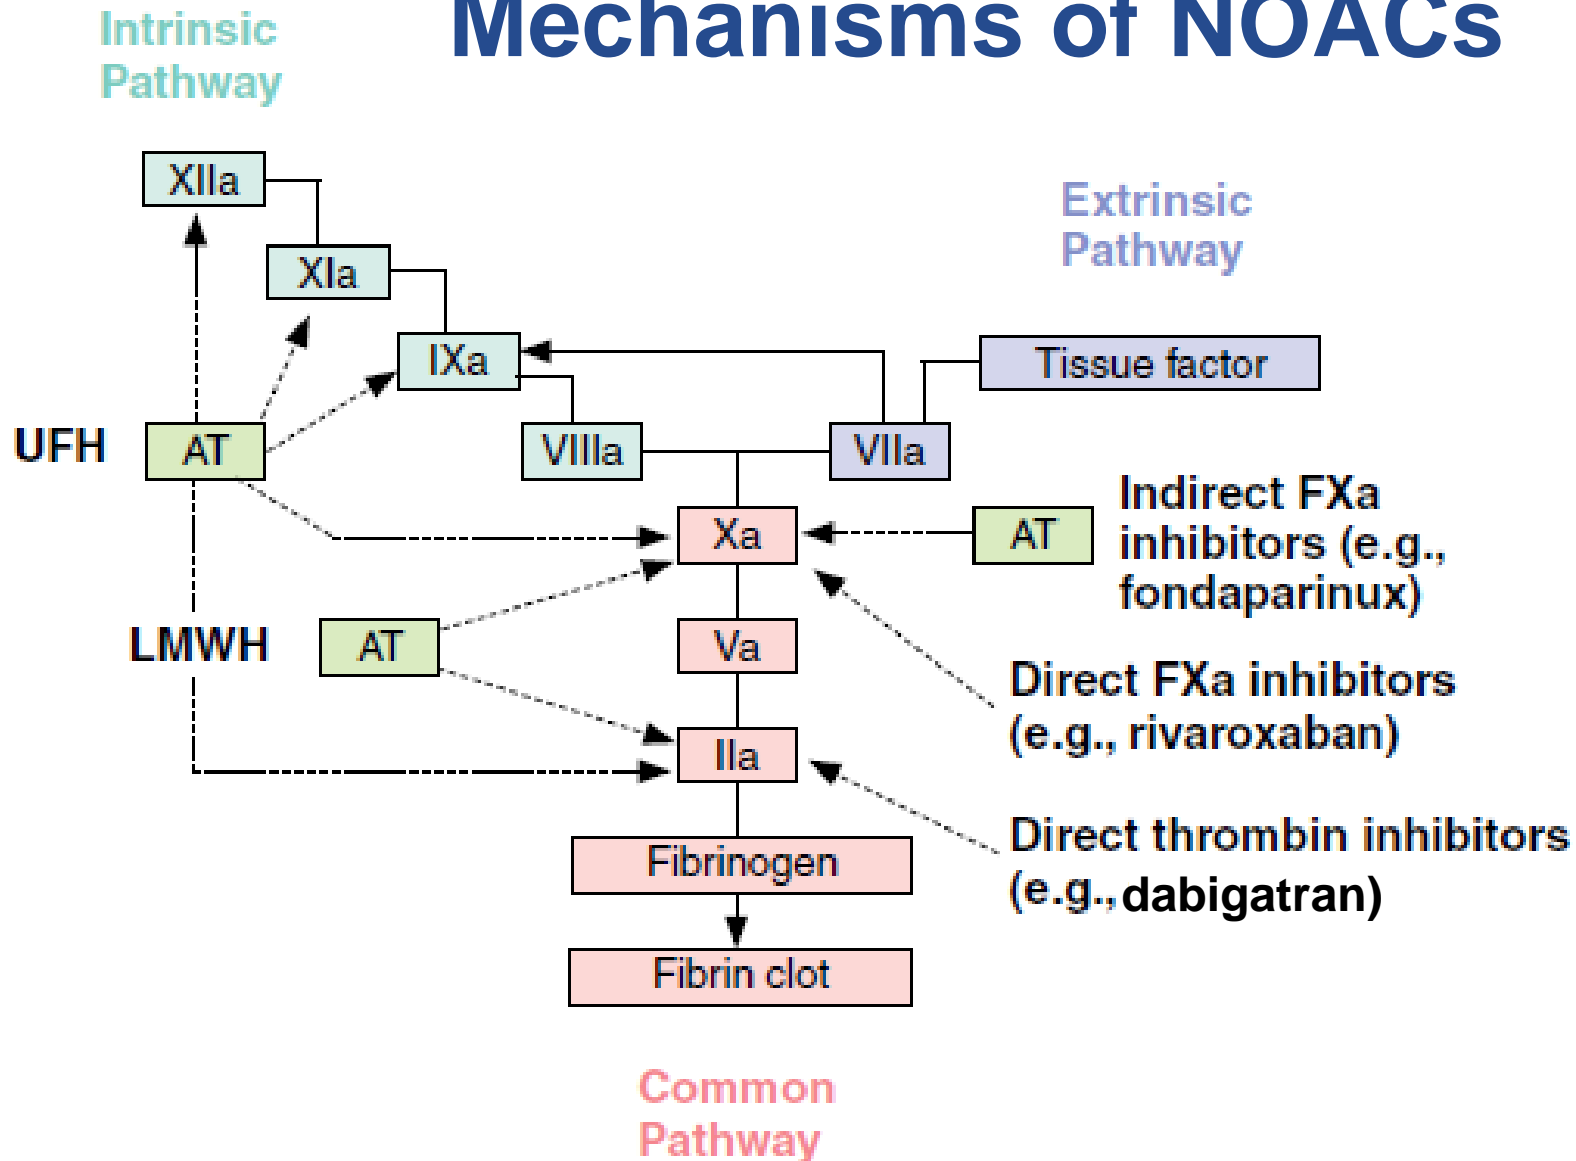 Mechanisms of NOACs
Intrinsic
Pathway
XIIa
Extrinsic
Pathway
XIa
IXa
Tissue factor
UFH
AT
VIIIa
VIIa
Xa
AT
Indirect FXa
inhibitors (e.g.,
fondaparinux)
LMWH
AT
Va
Direct FXa inhibitors
(e.g., rivaroxaban)
IIa
Direct thrombin inhibitors
(e.g., dabigatran)
Fibrinogen
Fibrin clot
Common
Pathway